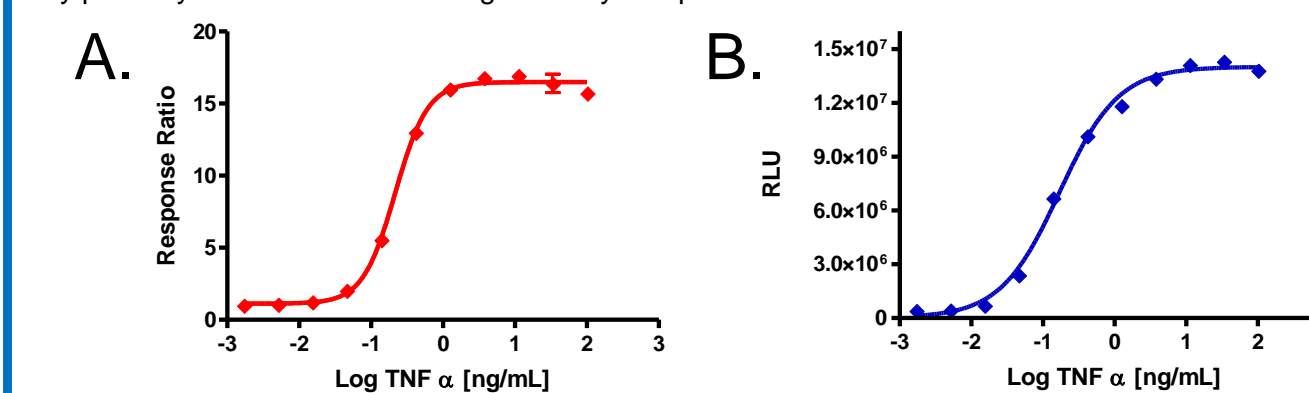 A.
20
15
10
5
0
Response Ratio
-3 -2 -1 0 1 2 3
Log TNF α [ng/mL]
B.
1.5×10⁷
1.2×10⁷
9.0×10⁶
6.0×10⁶
3.0×10⁶
0
RLU
-3 -2 -1 0 1 2
Log TNF α [ng/mL]